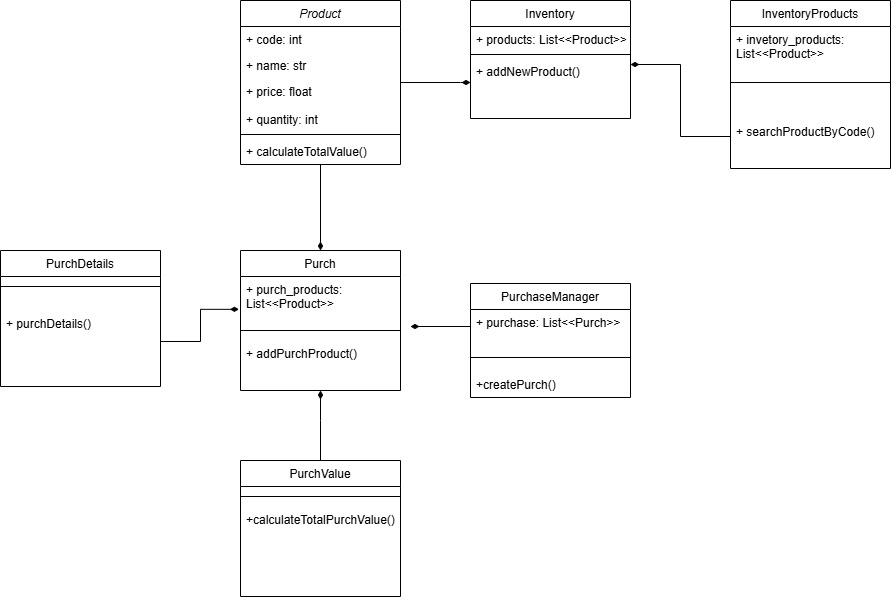 Product
+ code: int
+ name: str
+ price: float
+ quantity: int
+ calculateTotalValue()
Inventory
+ products: List<<Product>>
+ addNewProduct()
InventoryProducts
+ invetory_products:
List<<Product>>
+ searchProductByCode()
PurchDetails
+ purchDetails()
Purch
+ purch_products:
List<<Product>>
+ addPurchProduct()
PurchaseManager
+ purchase: List<<Purch>>
+createPurch()
PurchValue
+calculateTotalPurchValue()